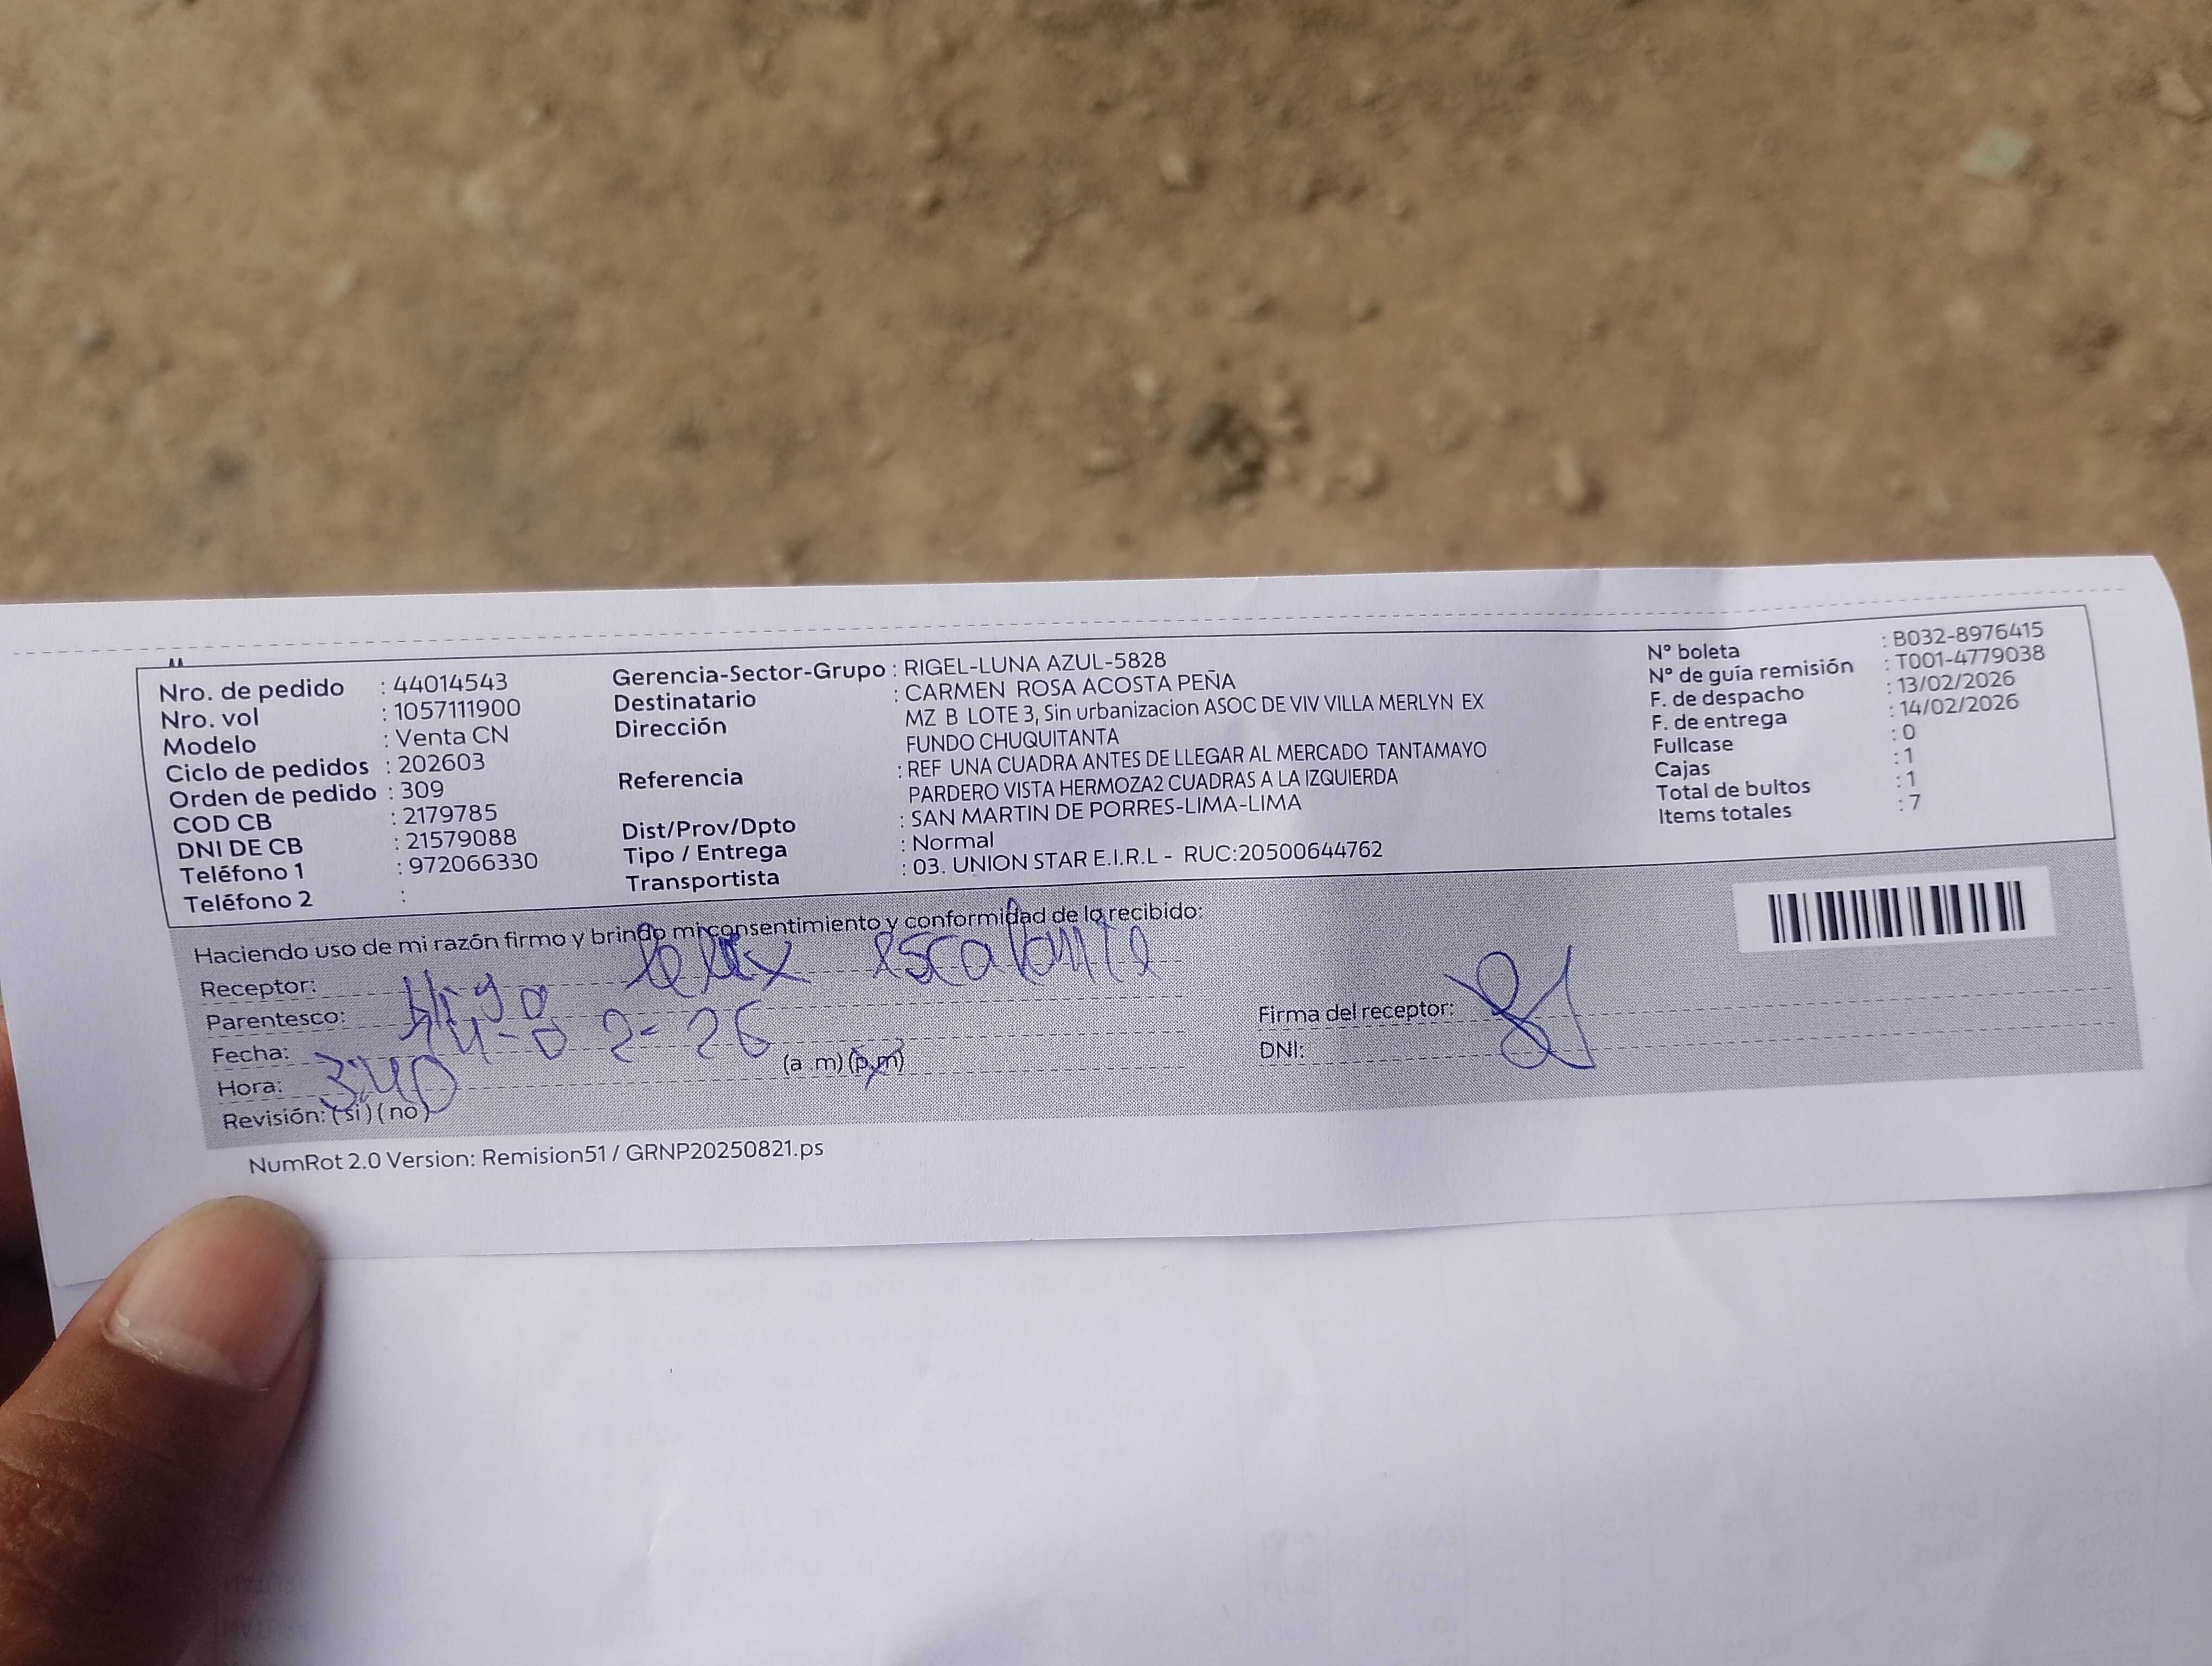 Nro. de pedido : 44014543
Nro. vol : 1057111900
Modelo : Venta CN
Ciclo de pedidos : 202603
Orden de pedido : 309
COD CB : 2179785
DNI DE CB : 21579088
Teléfono 1 : 972066330
Teléfono 2 :
Gerencia-Sector-Grupo : RIGEL-LUNA AZUL-5828
Destinatario : CARMEN ROSA ACOSTA PEÑA
Dirección MZ B LOTE 3, Sin urbanizacion ASOC DE VIV VILLA MERLYN EX
FUNDO CHUQUITANTA
Referencia : REF UNA CUADRA ANTES DE LLEGAR AL MERCADO TANTAMAYO
PARDERO VISTA HERMOZA2 CUADRAS A LA IZQUIERDA
Dist/Prov/Dpto : SAN MARTIN DE PORRES-LIMA-LIMA
Tipo / Entrega : Normal
Transportista : 03. UNION STAR E.I.R.L - RUC:20500644762
N° boleta : B032-8976415
N° de guía remisión : T001-4779038
F. de despacho : 13/02/2026
F. de entrega : 14/02/2026
Fullcase : 0
Cajas : 1
Total de bultos : 1
Items totales : 7
Haciendo uso de mi razón firmo y brindo mi consentimiento y conformidad de lo recibido:
Receptor: felix escalante
Parentesco: Higo
Fecha: 14-02-26
Hora: 3:40 (a .m) (p.m)
Revisión: ( si ) ( no )
Firma del receptor:
DNI:
NumRot 2.0 Version: Remision51 / GRNP20250821.ps